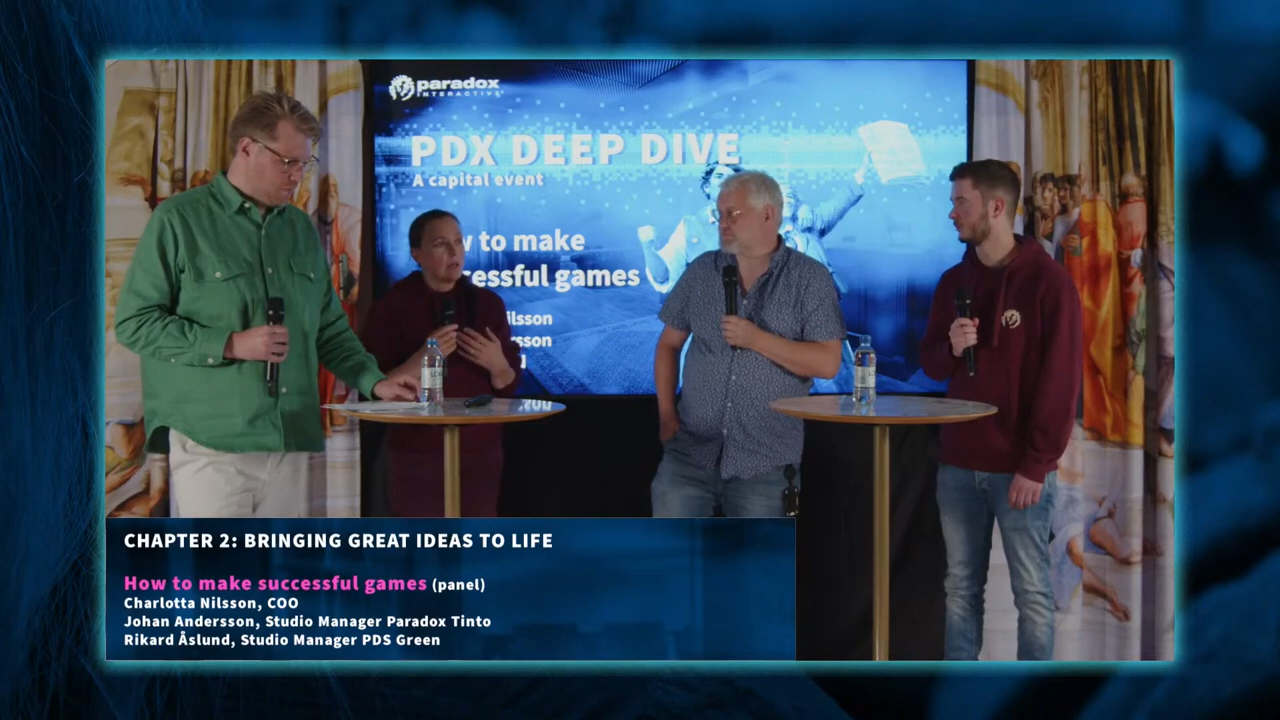 paradox
INTERACTIVE
PDX DEEP DIVE
A capital event
to make
essful games
ilsson
sson
CHAPTER 2: BRINGING GREAT IDEAS TO LIFE
How to make successful games (panel)
Charlotta Nilsson, COO
Johan Andersson, Studio Manager Paradox Tinto
Rikard Åslund, Studio Manager PDS Green